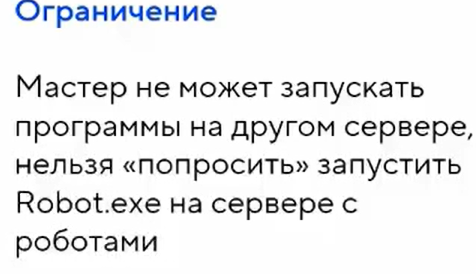 Ограничение
Мастер не может запускать
программы на другом сервере,
нельзя «попросить» запустить
Robot.exe на сервере с
роботами